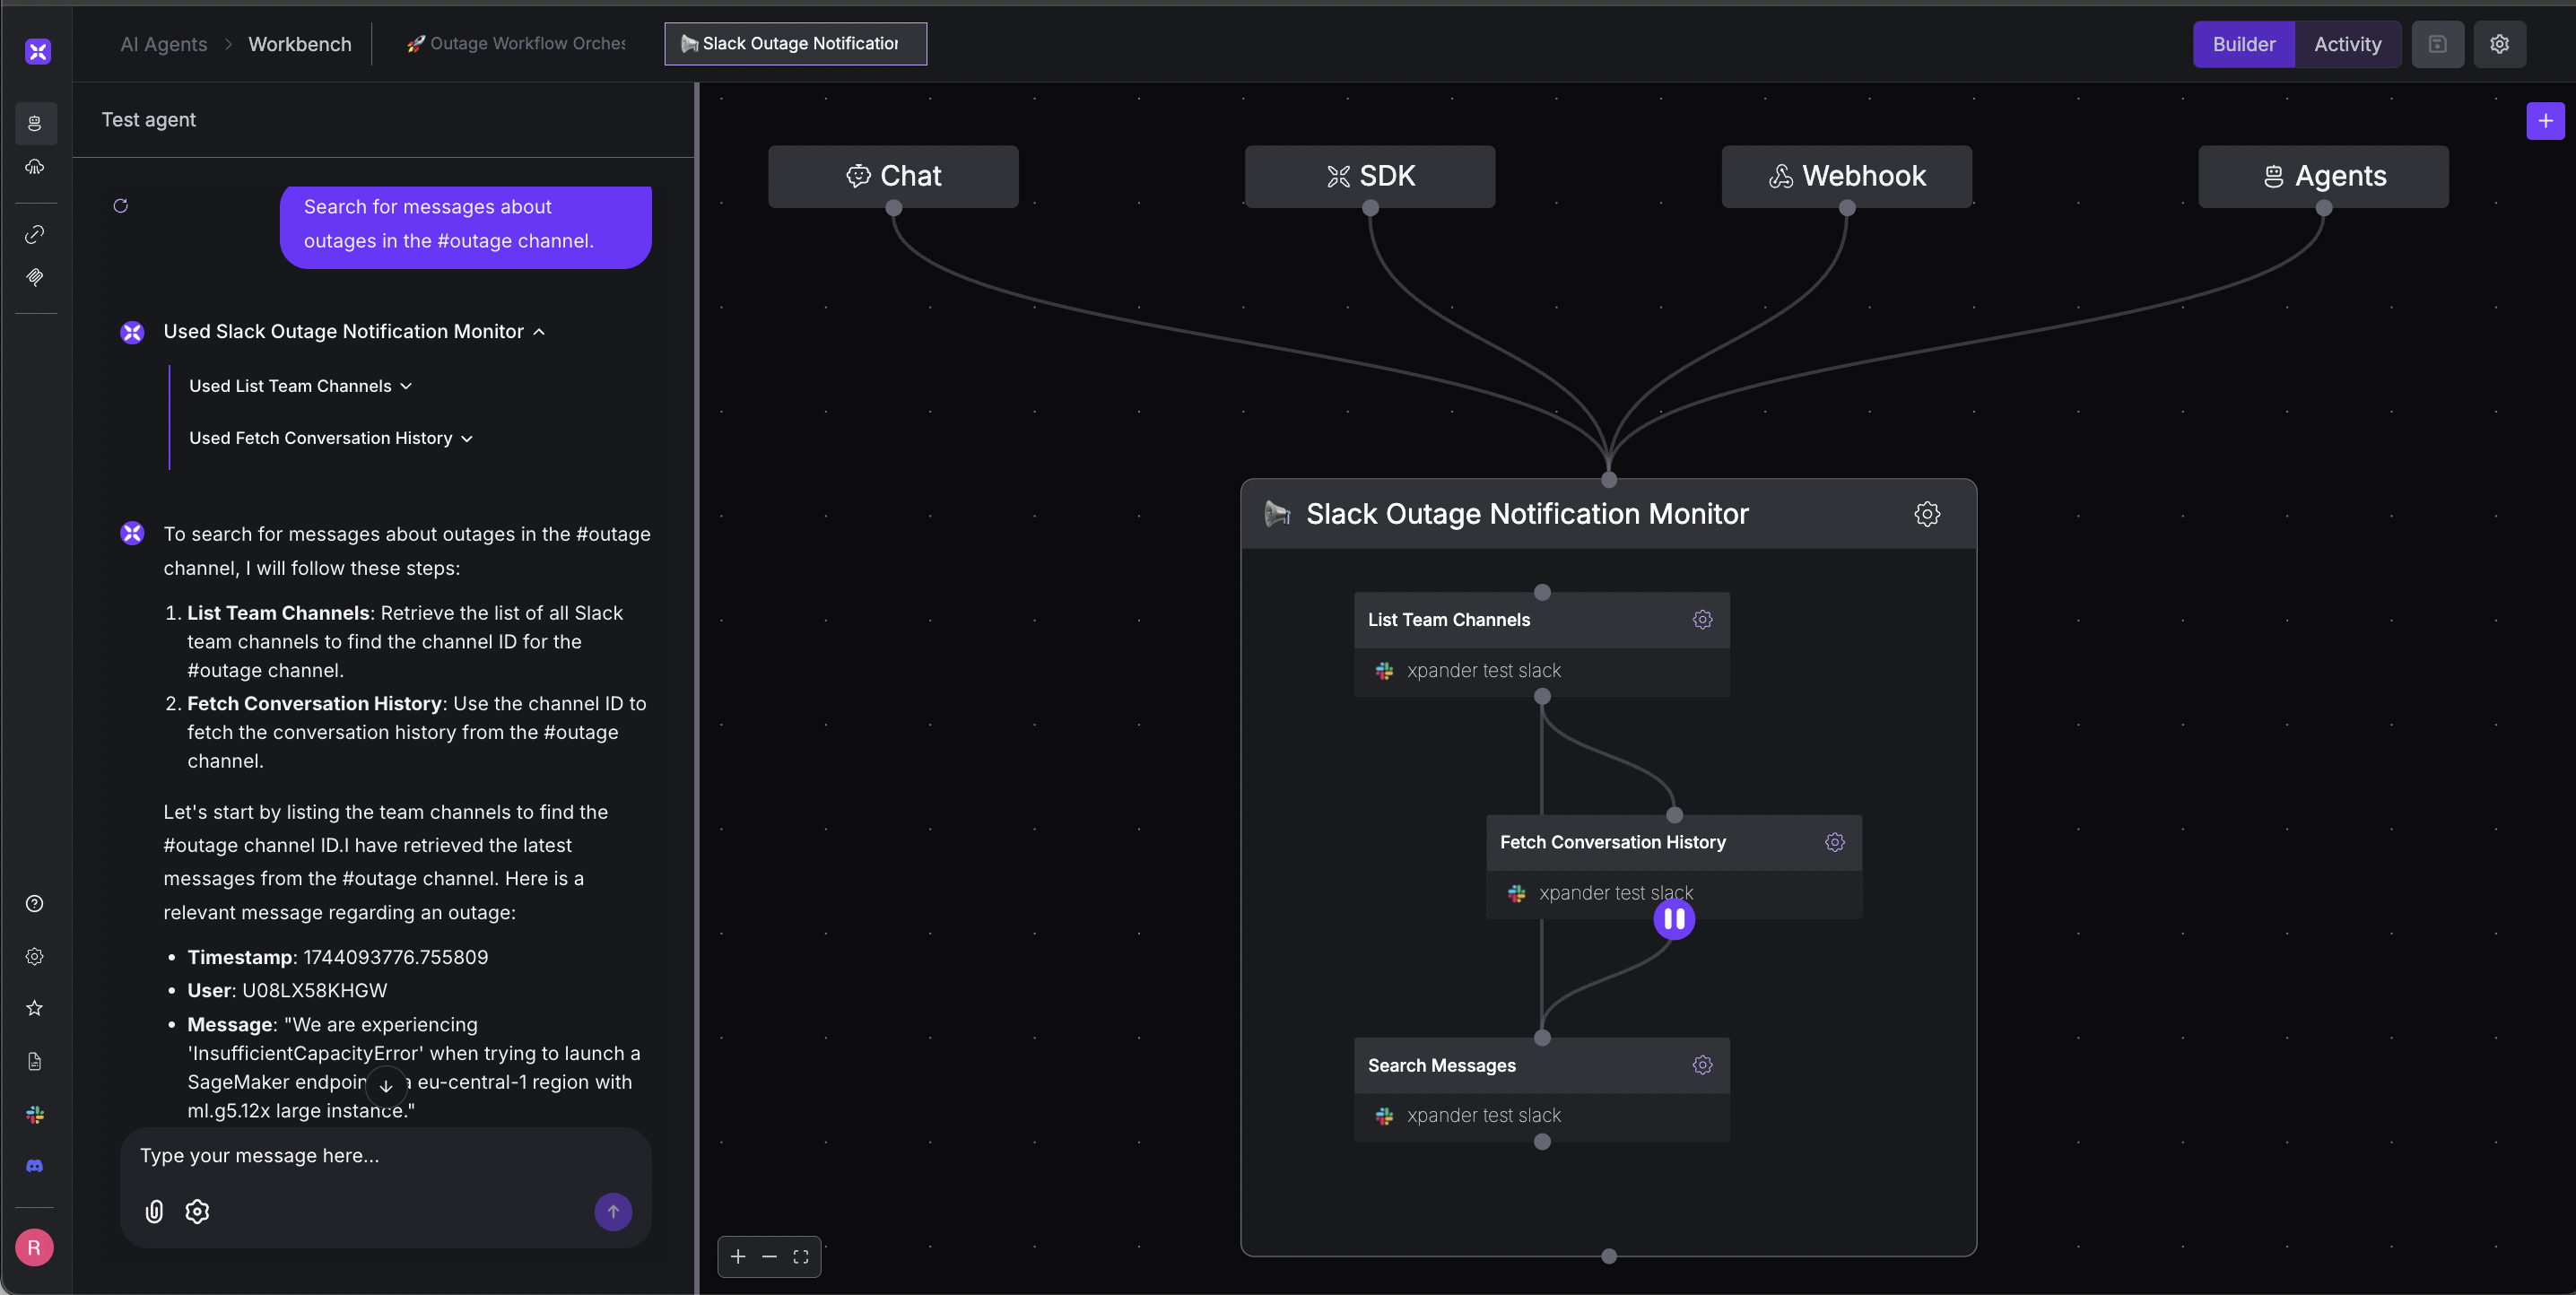 AI Agents
Workbench
🚀 Outage Workflow Orches
Slack Outage Notification
Builder
Activity
Test agent
Search for messages about
outages in the #outage channel.
Used Slack Outage Notification Monitor
Used List Team Channels
Used Fetch Conversation History
To search for messages about outages in the #outage
channel, I will follow these steps:
1. List Team Channels: Retrieve the list of all Slack
team channels to find the channel ID for the
#outage channel.
2. Fetch Conversation History: Use the channel ID to
fetch the conversation history from the #outage
channel.
Let's start by listing the team channels to find the
#outage channel ID.I have retrieved the latest
messages from the #outage channel. Here is a
relevant message regarding an outage:
• Timestamp: 1744093776.755809
• User: U08LX58KHGW
• Message: "We are experiencing
'InsufficientCapacityError' when trying to launch a
SageMaker endpoin a eu-central-1 region with
ml.g5.12x large instance."
Type your message here...
R
Chat
SDK
Webhook
Agents
Slack Outage Notification Monitor
List Team Channels
xpander test slack
Fetch Conversation History
xpander test slack
Search Messages
xpander test slack